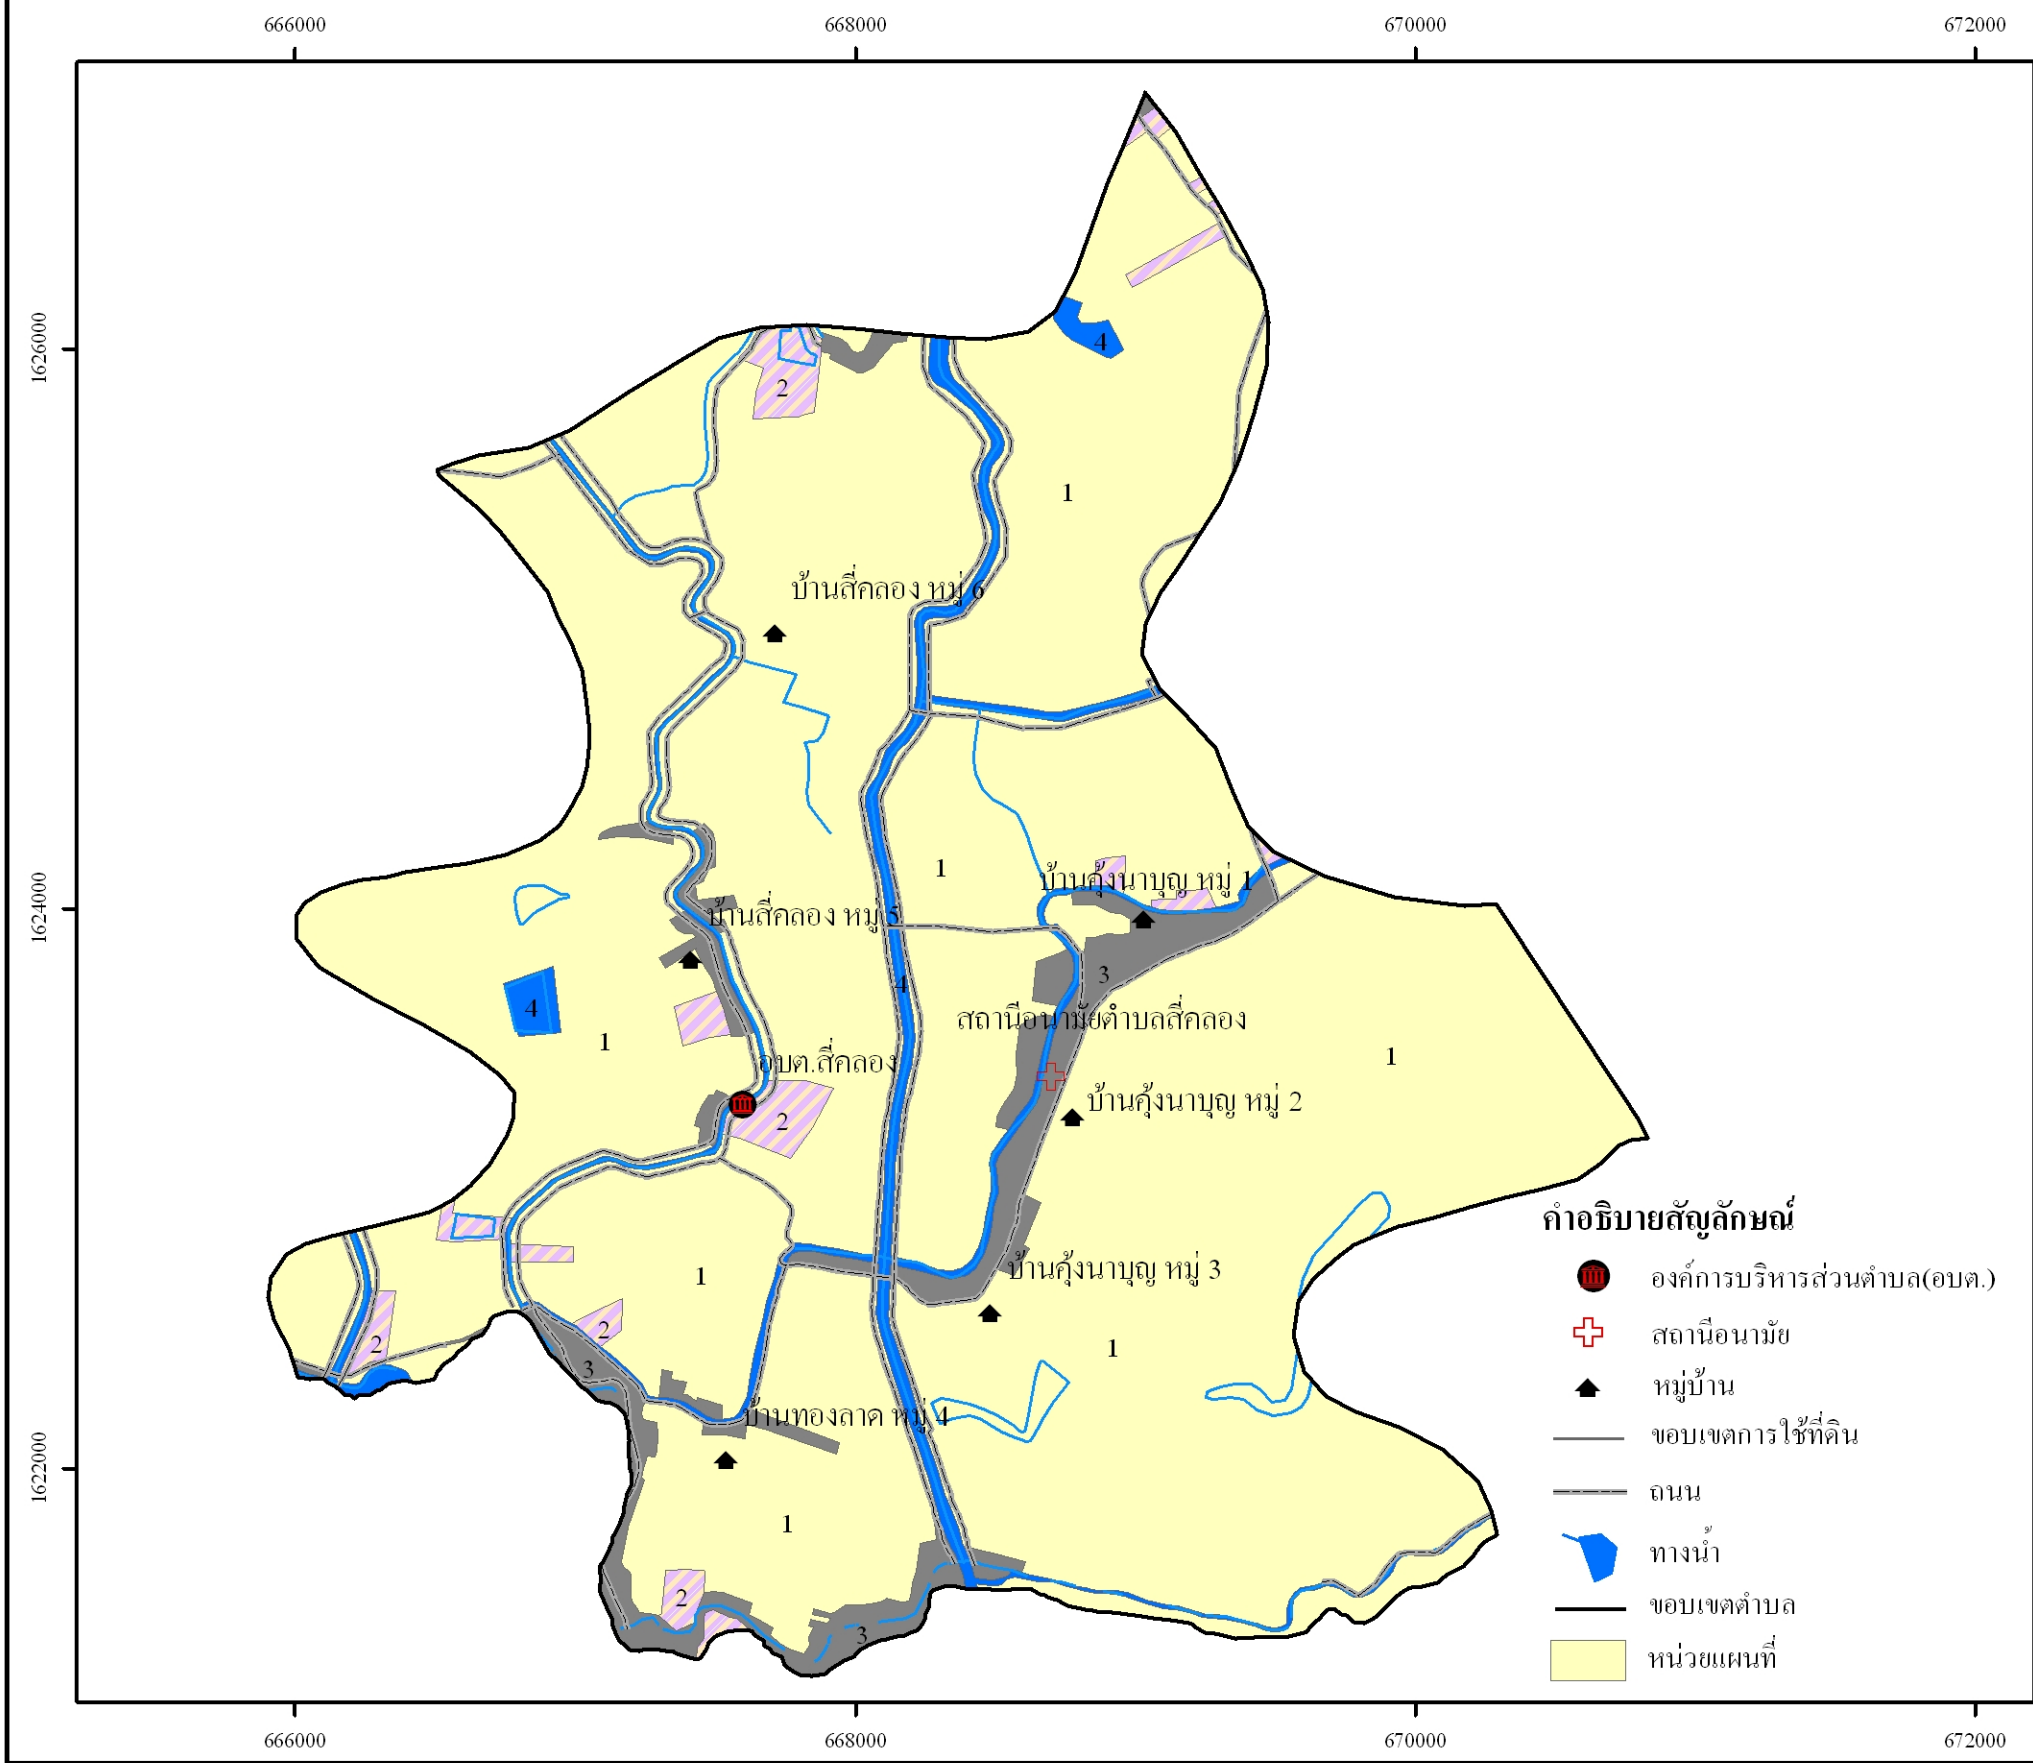 666000 668000 670000 672000
1626000
4
2
1
บ้านสี่คลอง หมู่ 6
1
บ้านคุ้งนาบุญ หมู่ 1
1624000
บ้านสี่คลอง หมู่ 5
3
4
4
สถานีอนามัยตำบลสี่คลอง
1
1
อบต.สี่คลอง
บ้านคุ้งนาบุญ หมู่ 2
2
คำอธิบายสัญลักษณ์
บ้านคุ้งนาบุญ หมู่ 3
1
องค์การบริหารส่วนตำบล(อบต.)
2
2
สถานีอนามัย
1
3
หมู่บ้าน
บ้านทองลาด หมู่ 4
ขอบเขตการใช้ที่ดิน
1622000
ถนน
1
ทางน้ำ
2
ขอบเขตตำบล
3
หน่วยแผนที่
666000 668000 670000 672000